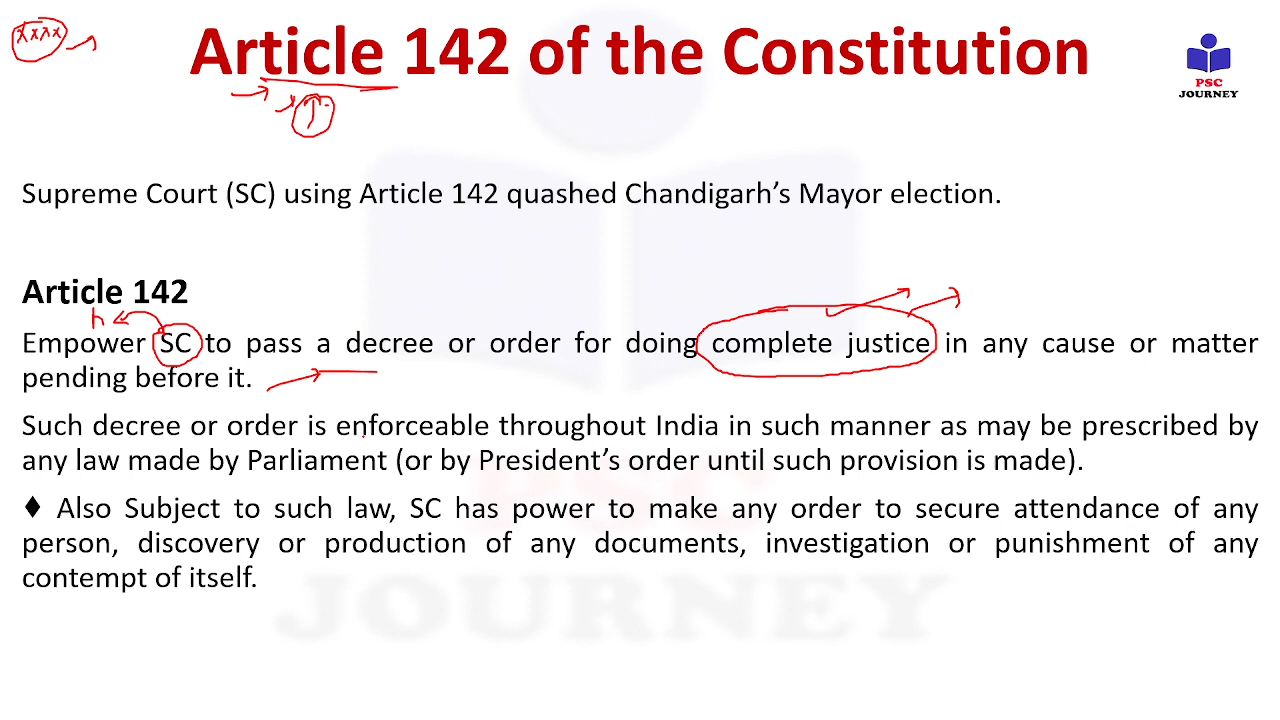 xxxx
Article 142 of the Constitution
PSC
JOURNEY
Supreme Court (SC) using Article 142 quashed Chandigarh’s Mayor election.
Article 142
h
Empower SC to pass a decree or order for doing complete justice in any cause or matter
pending before it.
Such decree or order is enforceable throughout India in such manner as may be prescribed by
any law made by Parliament (or by President’s order until such provision is made).
♦ Also Subject to such law, SC has power to make any order to secure attendance of any
person, discovery or production of any documents, investigation or punishment of any
contempt of itself.
PSC
JOURNEY